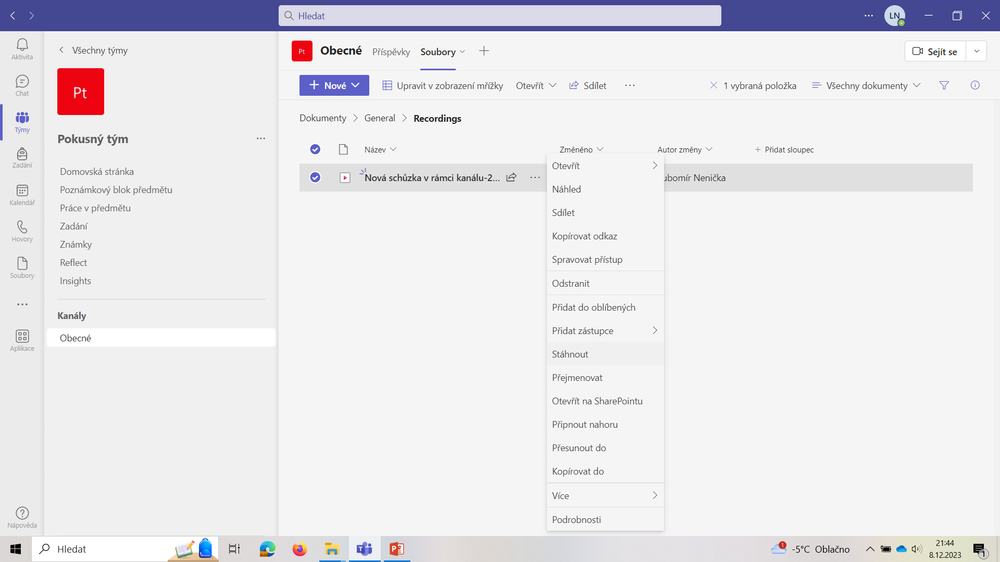 Hledat
LN
Aktivita
Chat
Týmy
Zadání
Kalendář
Hovory
Soubory
Aplikace
Nápověda
Všechny týmy
Pt
Pokusný tým
Domovská stránka
Poznámkový blok předmětu
Práce v předmětu
Zadání
Známky
Reflect
Insights
Kanály
Obecné
Pt Obecné Příspěvky Soubory
Sejít se
Nové Upravit v zobrazení mřížky Otevřít Sdílet 1 vybraná položka Všechny dokumenty
Dokumenty General Recordings
Název Změněno Autor změny Přidat sloupec
Nová schůzka v rámci kanálu-2... ubomír Nenička
Otevřít
Náhled
Sdílet
Kopírovat odkaz
Spravovat přístup
Odstranit
Přidat do oblíbených
Přidat zástupce
Stáhnout
Přejmenovat
Otevřít na SharePointu
Připnout nahoru
Přesunout do
Kopírovat do
Více
Podrobnosti
Hledat
1
-5°C Oblačno
21:44
8.12.2023
1